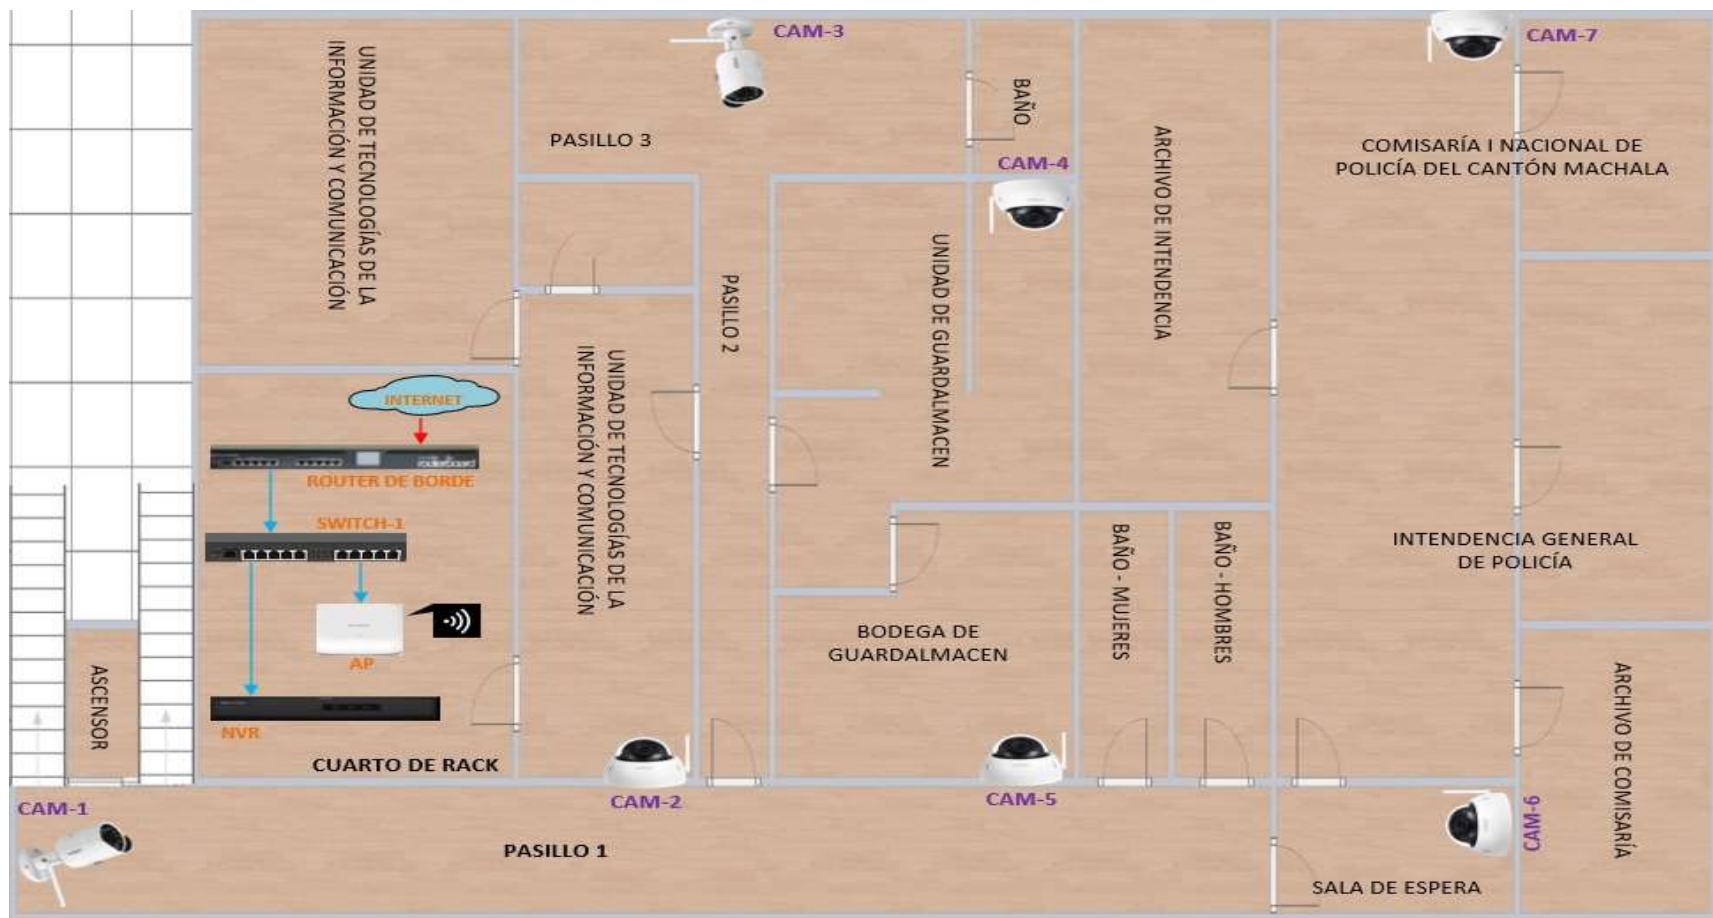 CAM-3
CAM-7
UNIDAD DE TECNOLOGÍAS DE LA
INFORMACIÓN Y COMUNICACIÓN
PASILLO 3
BAÑO
CAM-4
ARCHIVO DE INTENDENCIA
COMISARÍA I NACIONAL DE
POLICÍA DEL CANTÓN MACHALA
PASILLO 2
UNIDAD DE GUARDALMACEN
UNIDAD DE TECNOLOGÍAS DE LA
INFORMACIÓN Y COMUNICACIÓN
INTERNET
routerboard
ROUTER DE BORDE
SWITCH-1
AP
NVR
CUARTO DE RACK
ASCENSOR
BODEGA DE
GUARDALMACEN
BAÑO - MUJERES
BAÑO - HOMBRES
INTENDENCIA GENERAL
DE POLICÍA
ARCHIVO DE COMISARÍA
CAM-1
CAM-2
CAM-5
CAM-6
PASILLO 1
SALA DE ESPERA